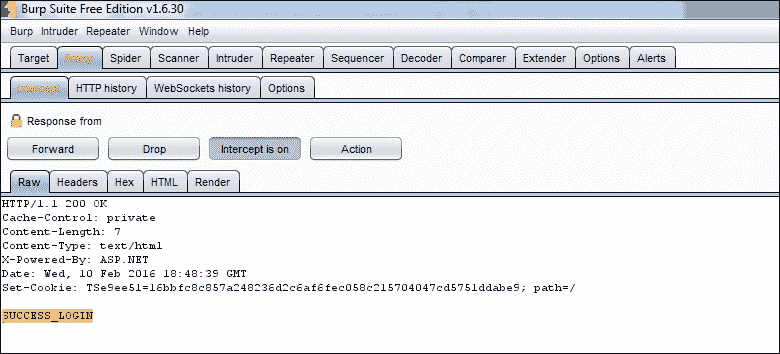 Burp Suite Free Edition v1.6.30
Burp Intruder Repeater Window Help
Target Proxy Spider Scanner Intruder Repeater Sequencer Decoder Comparer Extender Options Alerts
Intercept HTTP history WebSockets history Options
Response from
Forward Drop Intercept is on Action
Raw Headers Hex HTML Render
HTTP/1.1 200 OK
Cache-Control: private
Content-Length: 7
Content-Type: text/html
X-Powered-By: ASP.NET
Date: Wed, 10 Feb 2016 18:48:39 GMT
Set-Cookie: TSe9ee51=16bbfc8c857a248236d2c6af6fec058c215704047cd5751ddabe9; path=/
SUCCESS_LOGIN